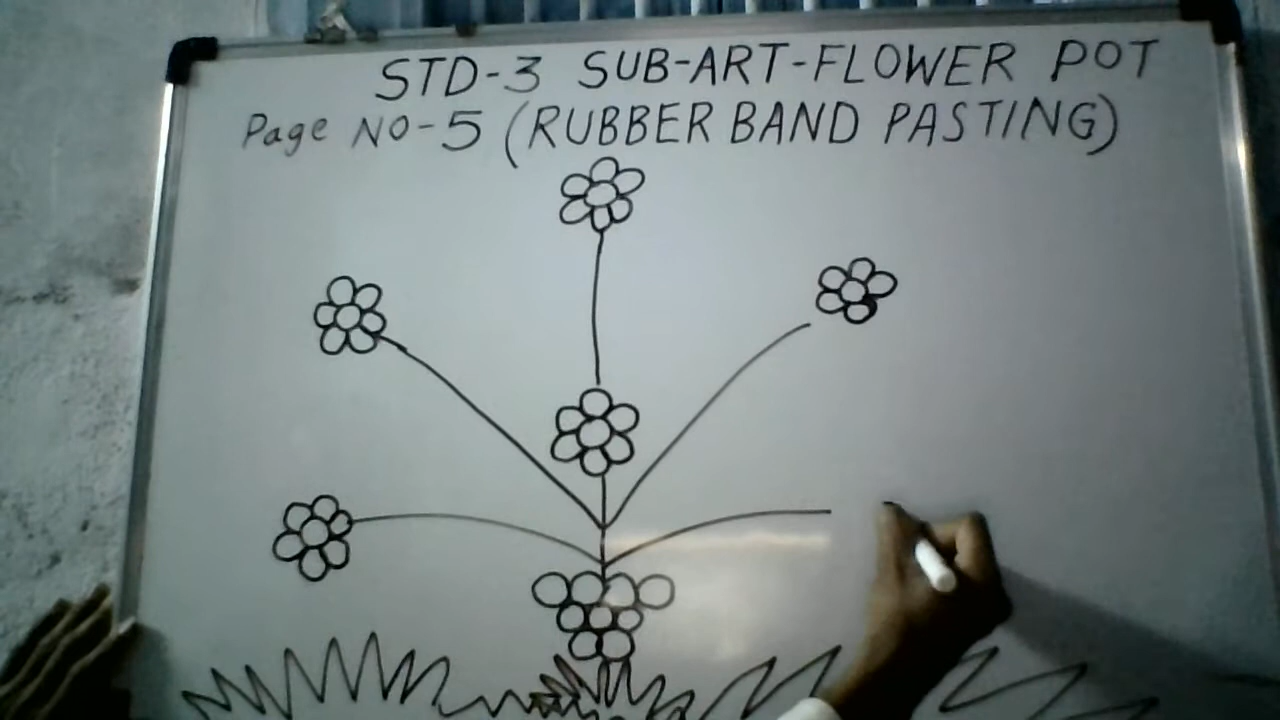 STD-3 SUB-ART-FLOWER POT
Page NO-5 (RUBBER BAND PASTING)